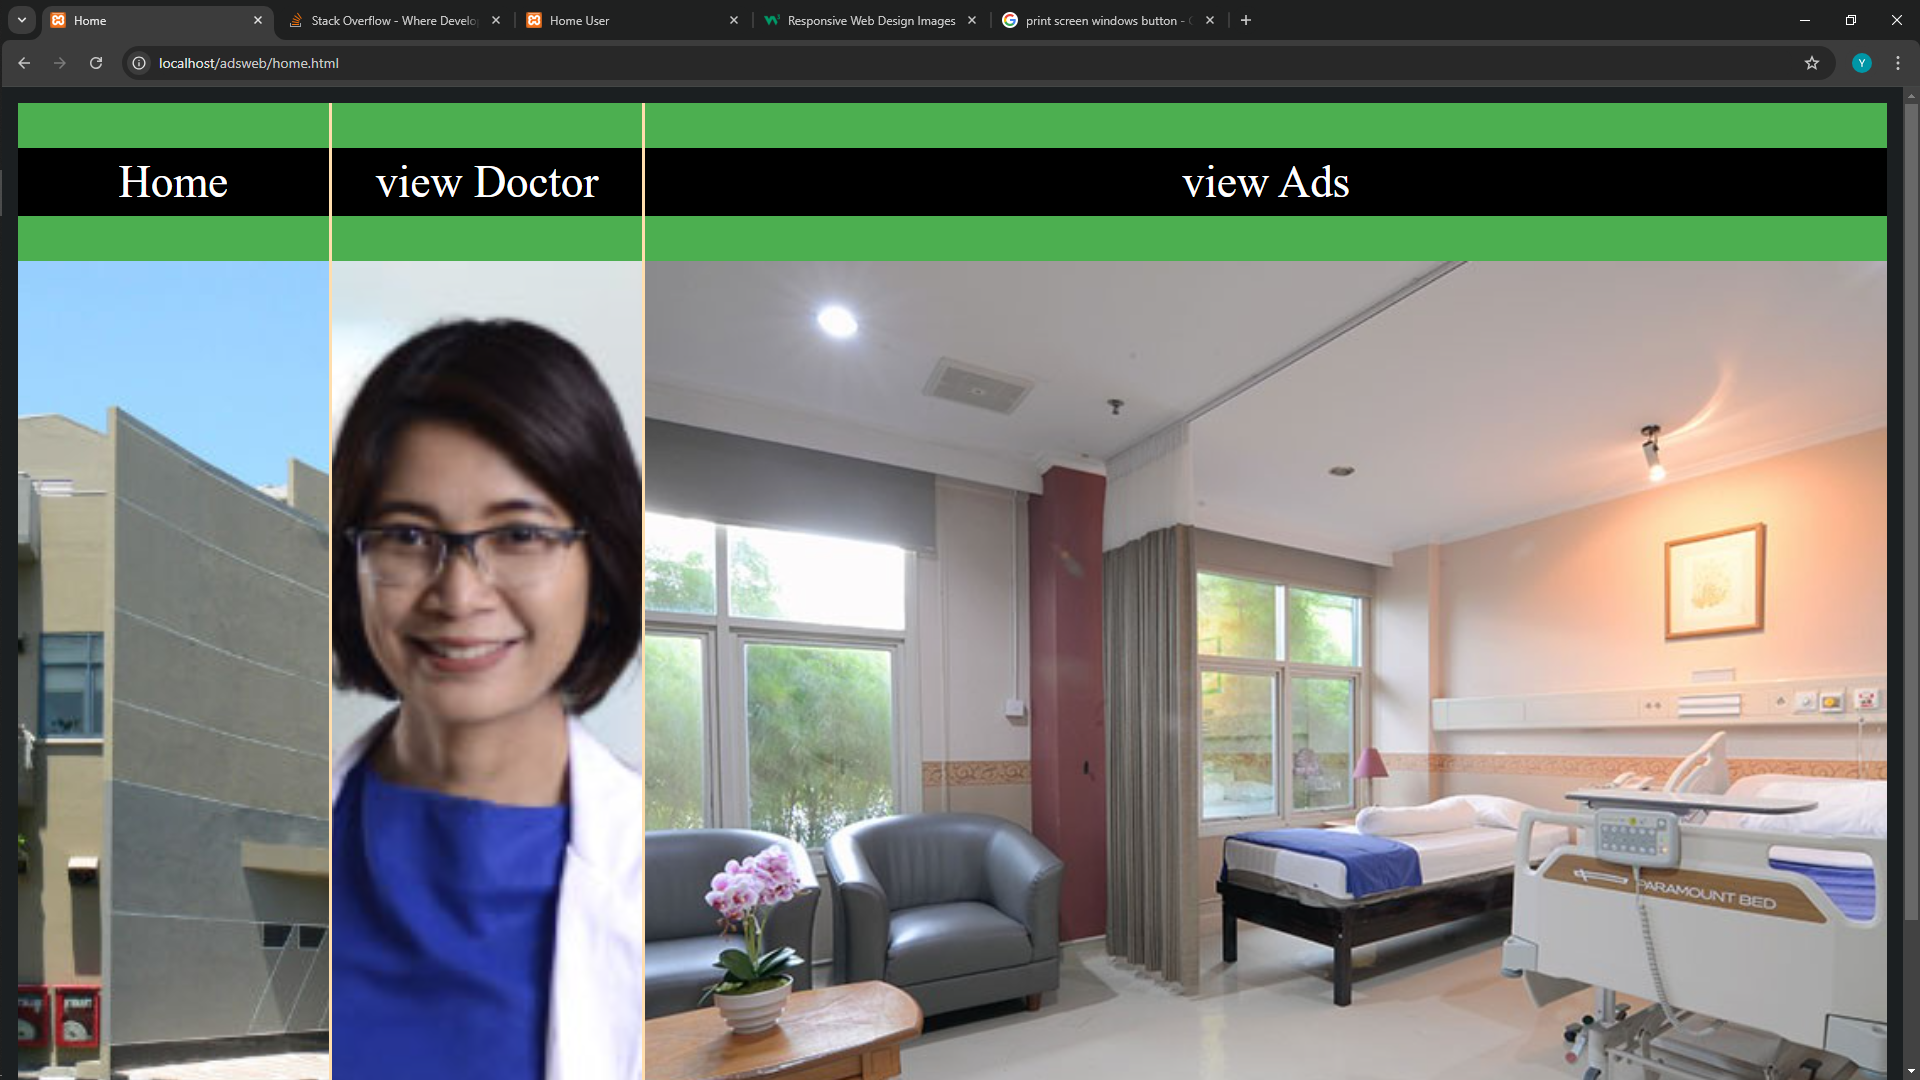 Home
Stack Overflow - Where Develo
Home User
Responsive Web Design Images
print screen windows button -
Y
localhost/adsweb/home.html
Home
view Doctor
view Ads
PARAMOUNT BED